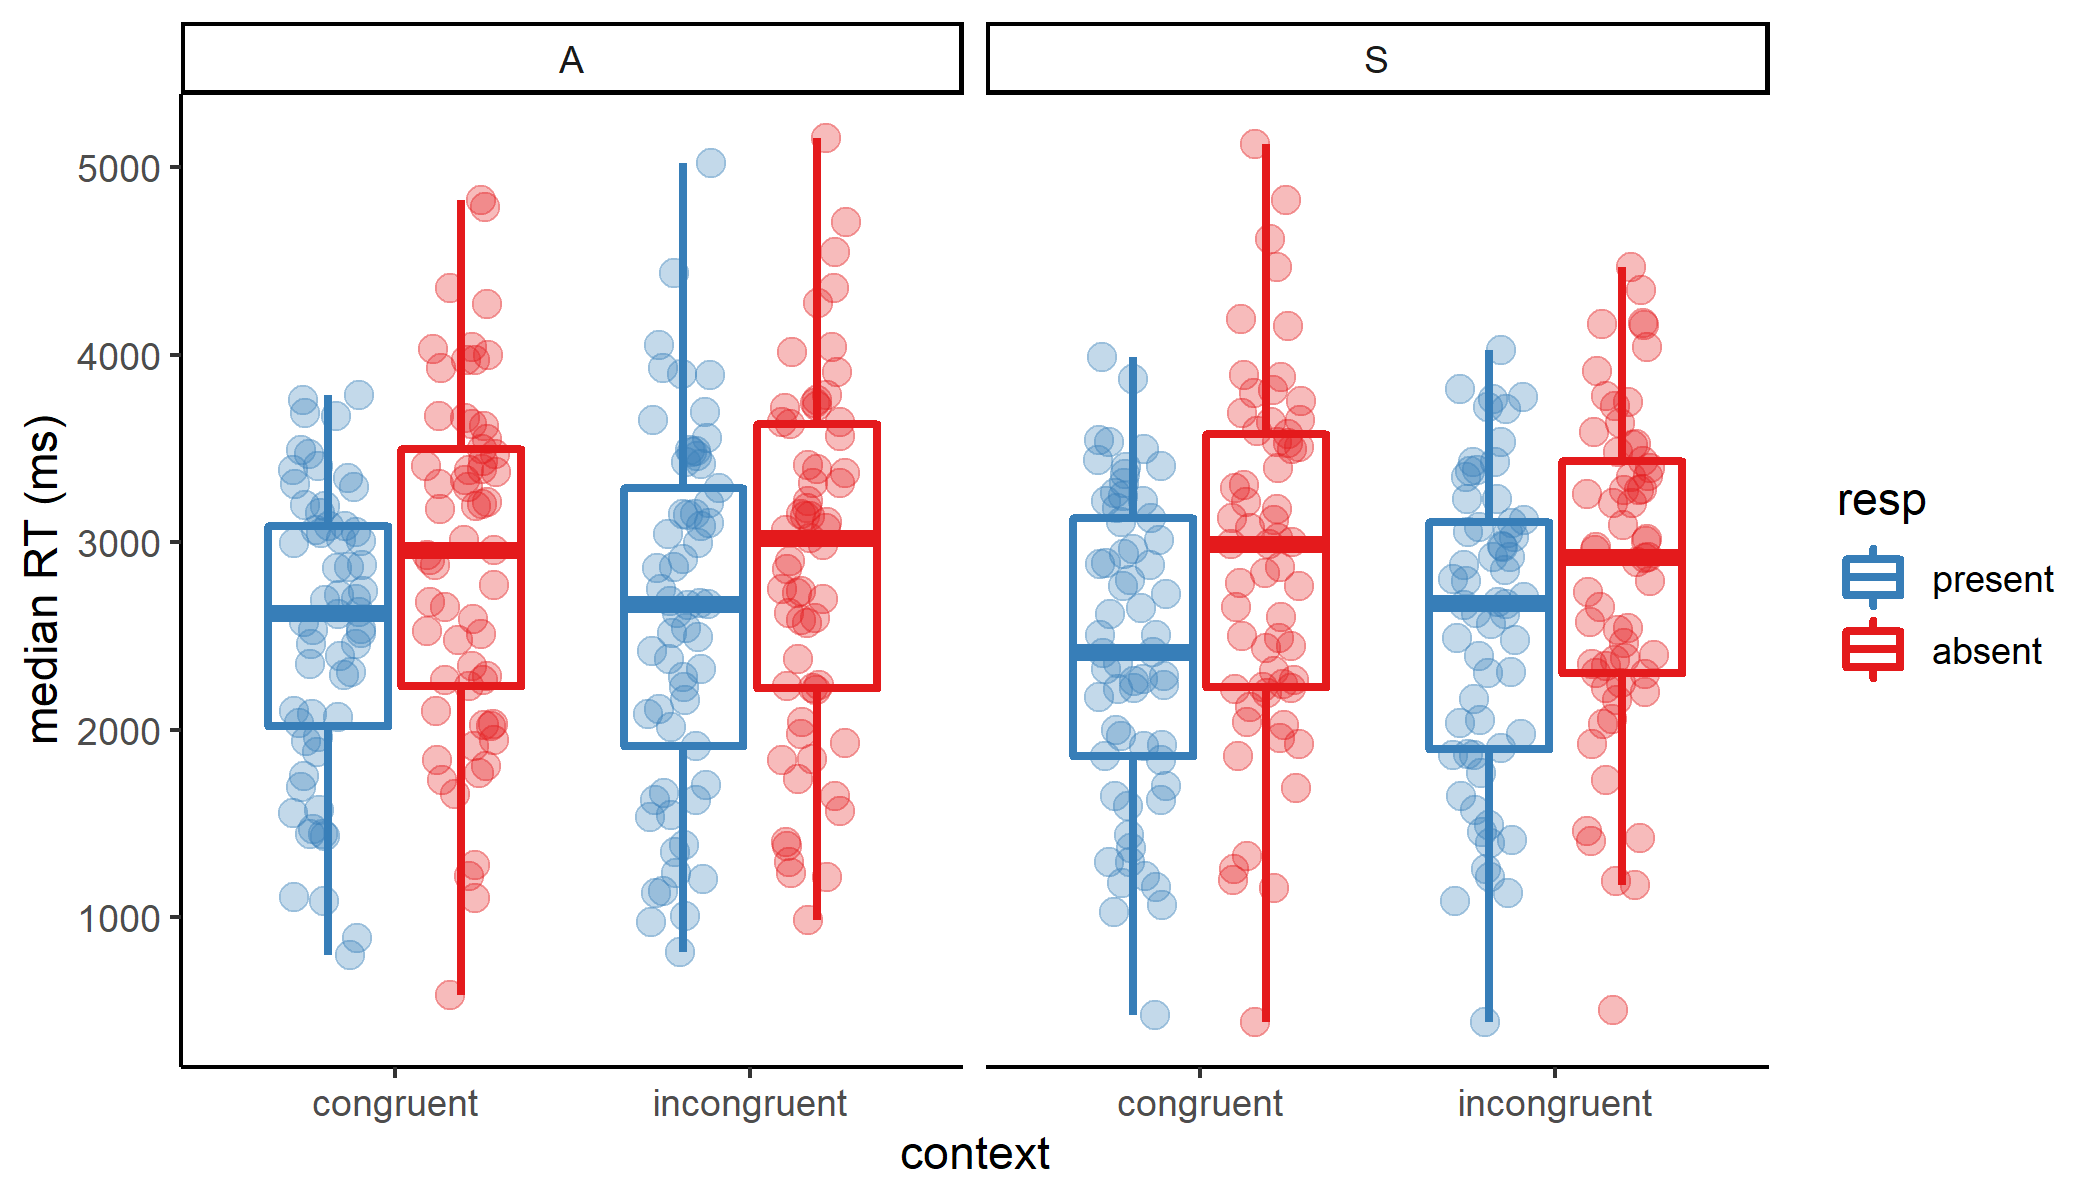 A
S
median RT (ms)
5000
4000
3000
2000
1000
congruent
incongruent
congruent
incongruent
context
resp
present
absent